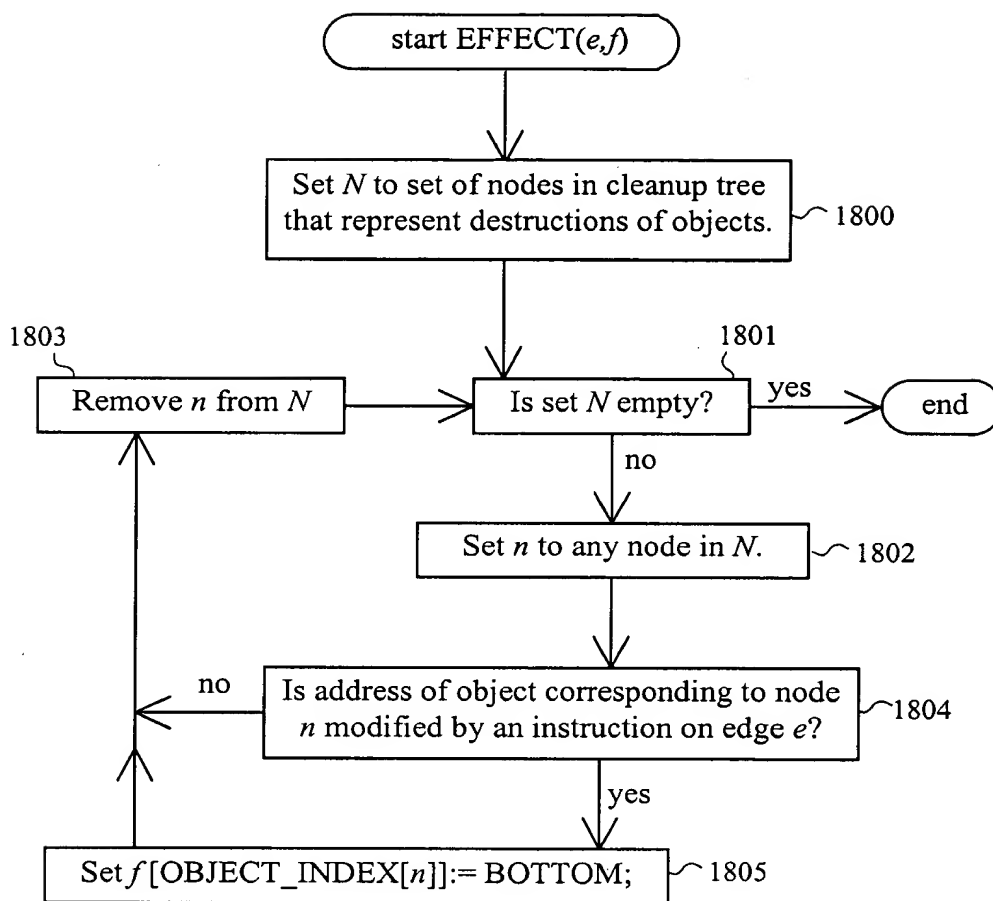 start EFFECT(e,f)
Set N to set of nodes in cleanup tree
that represent destructions of objects.
1800
1803
Remove n from N
1801
Is set N empty?
yes
end
no
Set n to any node in N.
1802
no
Is address of object corresponding to node
n modified by an instruction on edge e?
1804
yes
Set f [OBJECT_INDEX[n]]:= BOTTOM;
1805